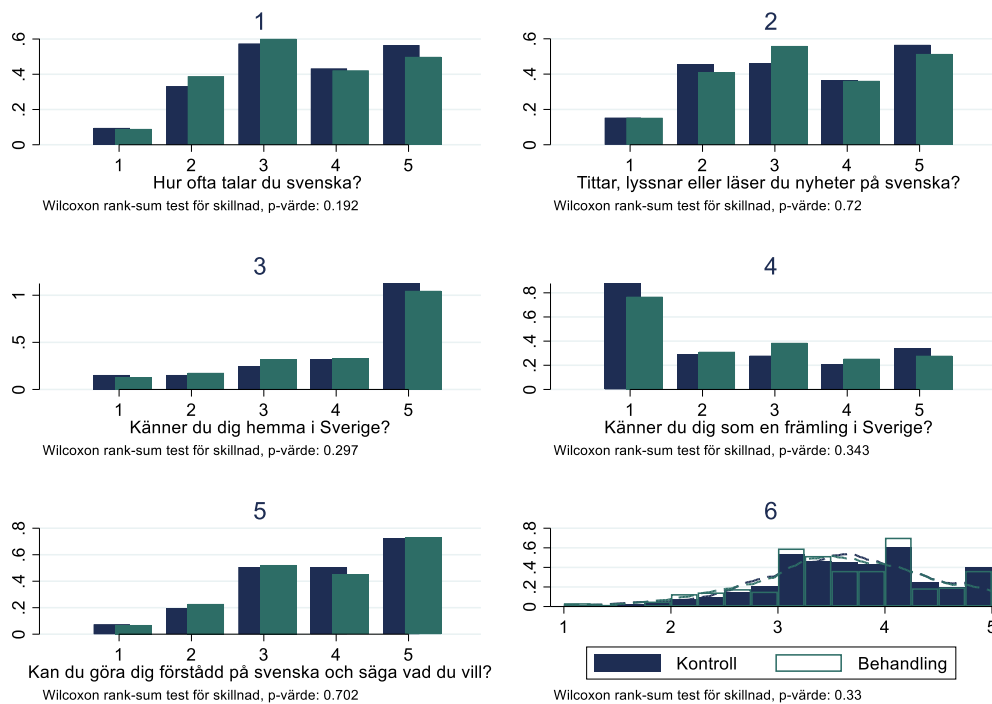 1
0 .2 .4 .6
1 2 3 4 5
Hur ofta talar du svenska?
Wilcoxon rank-sum test för skillnad, p-värde: 0.192
2
0 .2 .4 .6
1 2 3 4 5
Tittar, lyssnar eller läser du nyheter på svenska?
Wilcoxon rank-sum test för skillnad, p-värde: 0.72
3
0 .5 1
1 2 3 4 5
Känner du dig hemma i Sverige?
Wilcoxon rank-sum test för skillnad, p-värde: 0.297
4
0 .2 .4 .6 .8
1 2 3 4 5
Känner du dig som en främling i Sverige?
Wilcoxon rank-sum test för skillnad, p-värde: 0.343
5
0 .2 .4 .6 .8
1 2 3 4 5
Kan du göra dig förstådd på svenska och säga vad du vill?
Wilcoxon rank-sum test för skillnad, p-värde: 0.702
6
0 .2 .4 .6 .8
1 2 3 4 5
Kontroll Behandling
Wilcoxon rank-sum test för skillnad, p-värde: 0.33